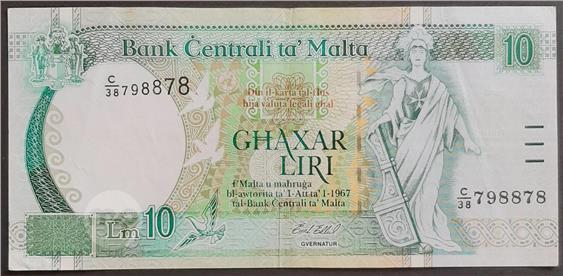 Bank Ċentrali ta' Malta
10
C/38 798878
Din il-karta tal-flus
hija valuta legali għal
GĦAXAR
LIRI
f'Malta u maħruġa
bl-awtorita ta' l-Att ta' l-1967
tal-Bank Ċentrali ta' Malta
C/38 798878
Lm 10
GVERNATUR